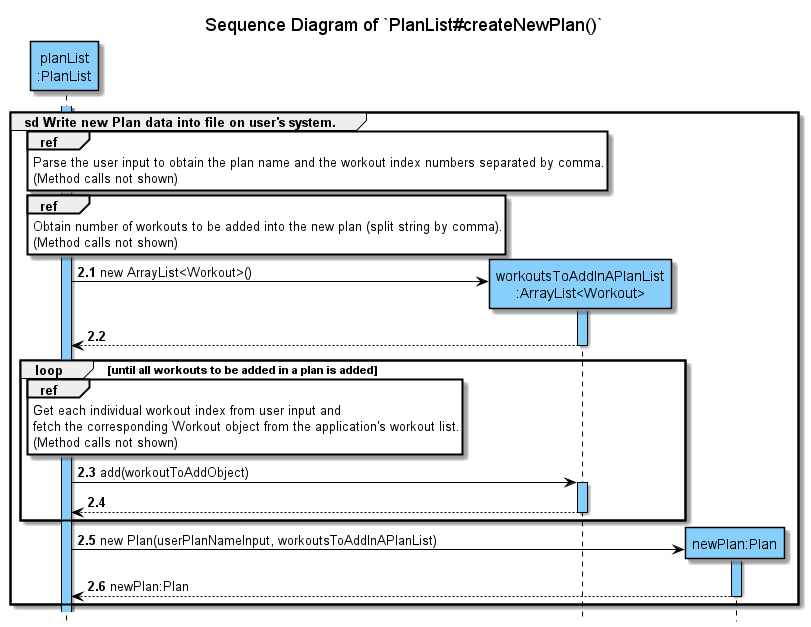 Sequence Diagram of `PlanList#createNewPlan()`
planList
:PlanList
sd Write new Plan data into file on user's system.
ref
Parse the user input to obtain the plan name and the workout index numbers separated by comma.
(Method calls not shown)
ref
Obtain number of workouts to be added into the new plan (split string by comma).
(Method calls not shown)
2.1 new ArrayList<Workout>()
workoutsToAddInAPlanList
:ArrayList<Workout>
2.2
loop [until all workouts to be added in a plan is added]
ref
Get each individual workout index from user input and
fetch the corresponding Workout object from the application's workout list.
(Method calls not shown)
2.3 add(workoutToAddObject)
2.4
2.5 new Plan(userPlanNameInput, workoutsToAddInAPlanList)
newPlan:Plan
2.6 newPlan:Plan